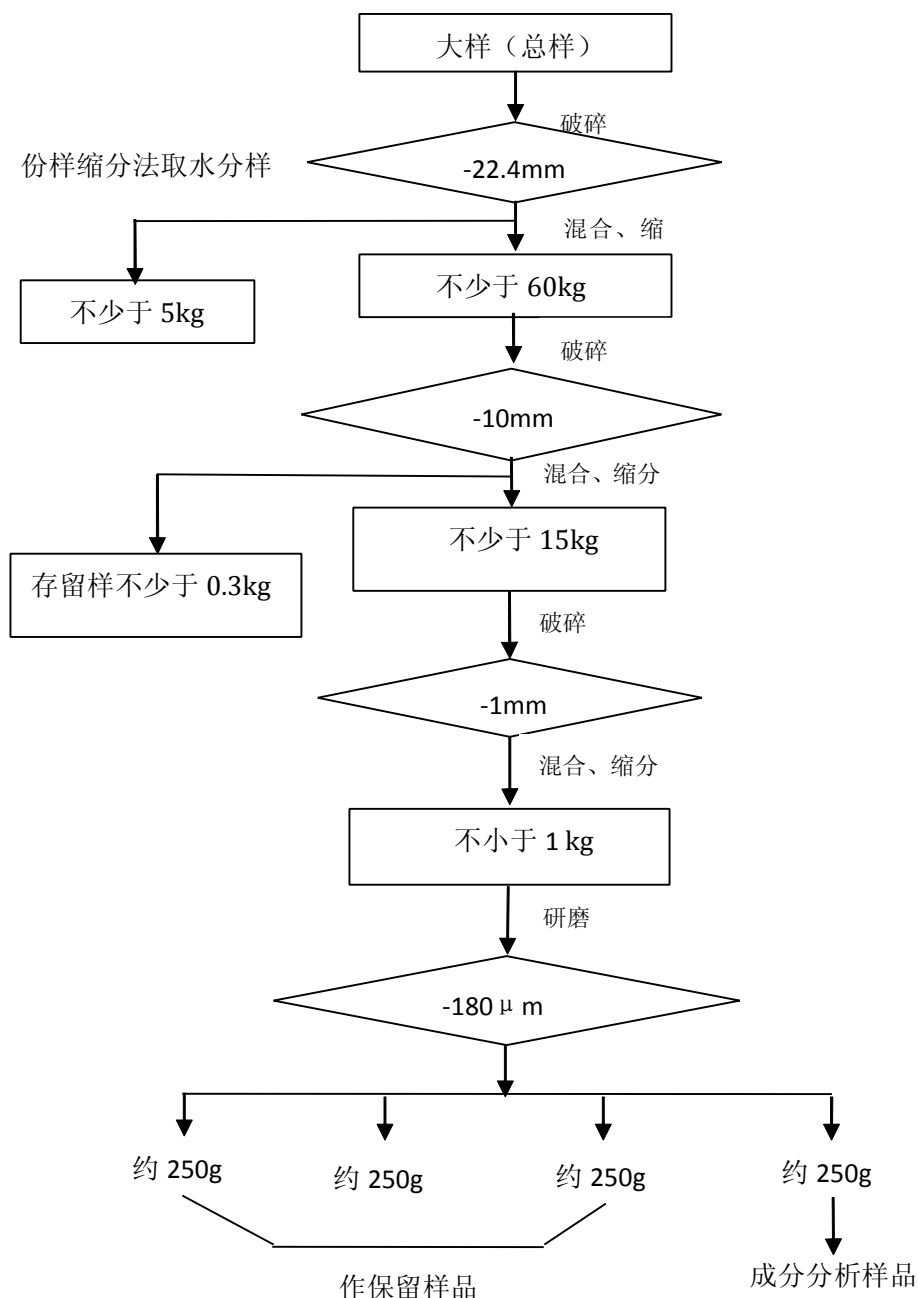 大样（总样）
破碎
份样缩分法取水分样
-22.4mm
混合、缩
不少于 5kg
不少于 60kg
破碎
-10mm
混合、缩分
不少于 15kg
存留样不少于 0.3kg
破碎
-1mm
混合、缩分
不小于 1 kg
研磨
-180μm
约 250g
约 250g
约 250g
约 250g
作保留样品
成分分析样品